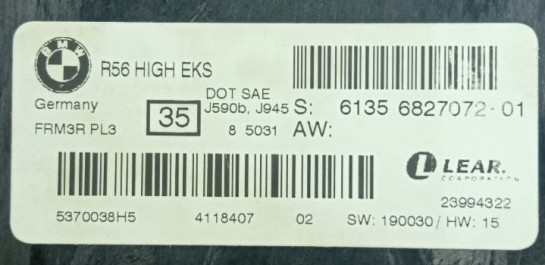 BMW
R56 HIGH EKS
Germany
DOT SAE
J590b, J945
S: 6135 6827072-01
FRM3R PL3
35
8 5031
AW:
LEAR.
CORPORATION
23994322
5370038H5 4118407 02 SW: 190030/ HW: 15